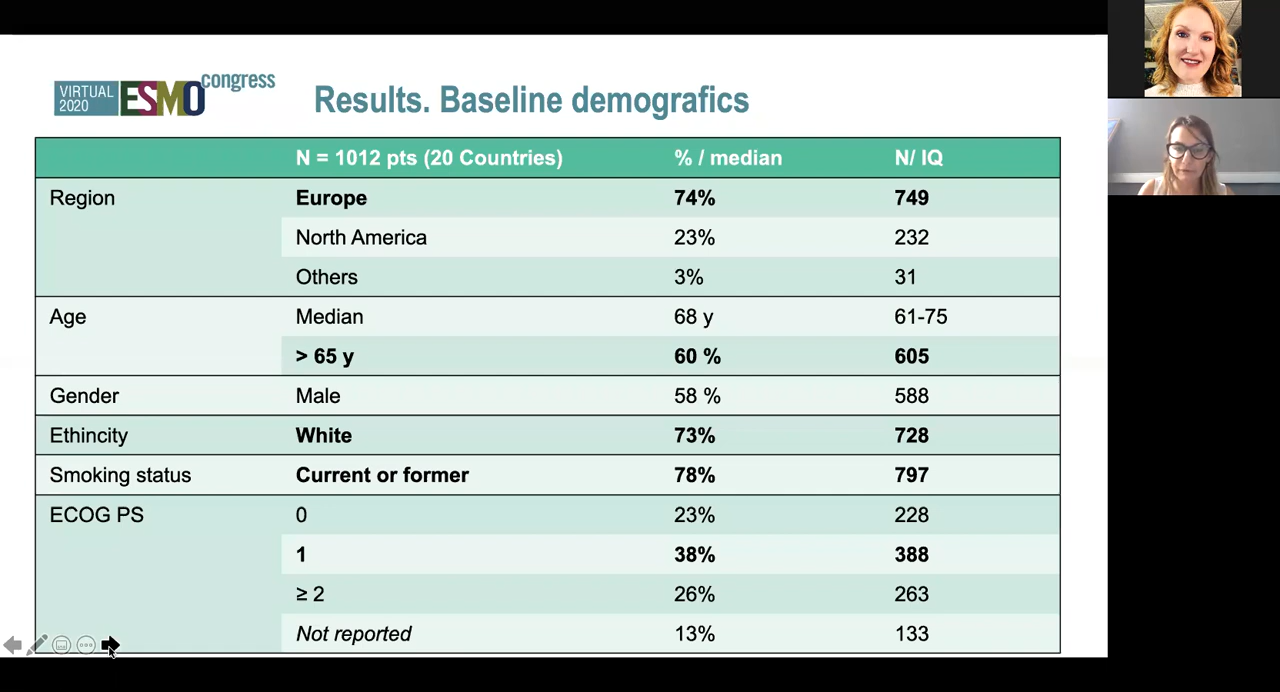 VIRTUAL
2020
ESMO
congress
Results. Baseline demografics
N = 1012 pts (20 Countries) % / median N/ IQ
Region Europe 74% 749
North America 23% 232
Others 3% 31
Age Median 68 y 61-75
> 65 y 60 % 605
Gender Male 58 % 588
Ethincity White 73% 728
Smoking status Current or former 78% 797
ECOG PS 0 23% 228
1 38% 388
≥ 2 26% 263
Not reported 13% 133